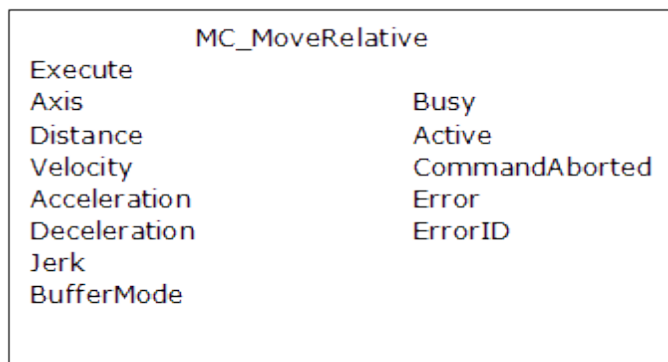 MC_MoveRelative
Execute
Axis Busy
Distance Active
Velocity CommandAborted
Acceleration Error
Deceleration ErrorID
Jerk
BufferMode